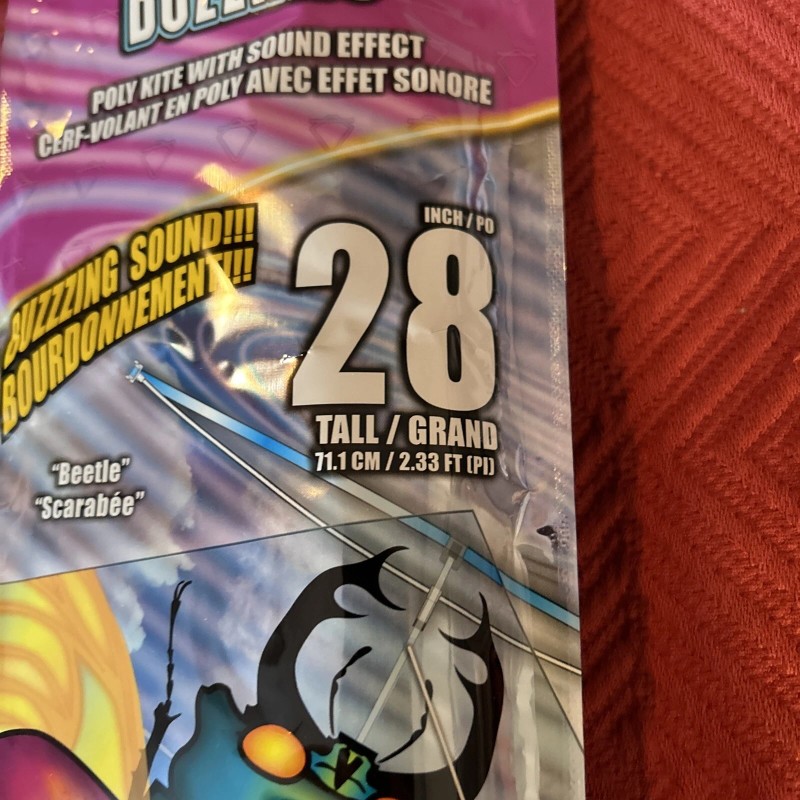 POLY KITE WITH SOUND EFFECT
CERF-VOLANT EN POLY AVEC EFFET SONORE
BUZZZZING SOUND!!!
BOURDONNEMENT!!!
INCH / PO
28
TALL / GRAND
71.1 CM / 2.33 FT (PI)
"Beetle"
"Scarabée"